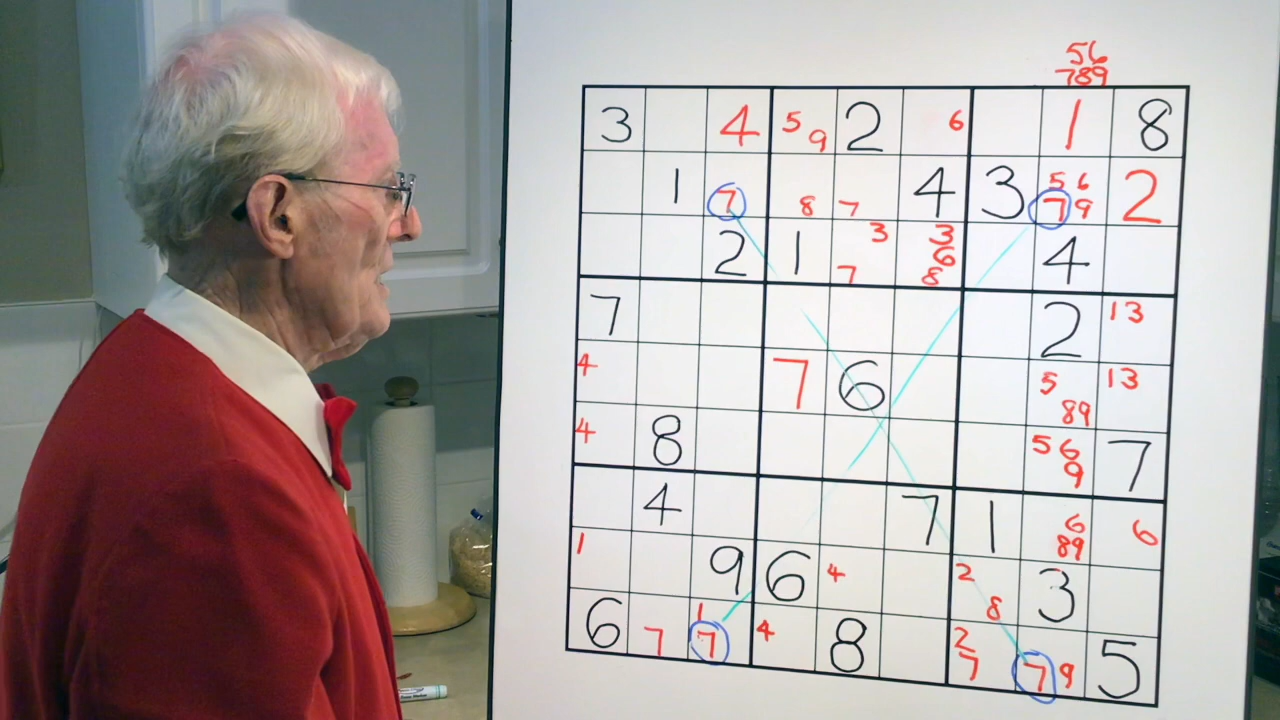 56
789
3 4 5 9 2 6 1 8
1 7 8 7 4 3 5 6 7 9 2
2 1 3 7 3 6 8 4
7 2 13
4 7 6 5 89 13
4 8 56 9 7
4 7 1 6 89 6
1 9 6 4 2 8 3
6 7 1 7 4 8 2 7 7 9 5